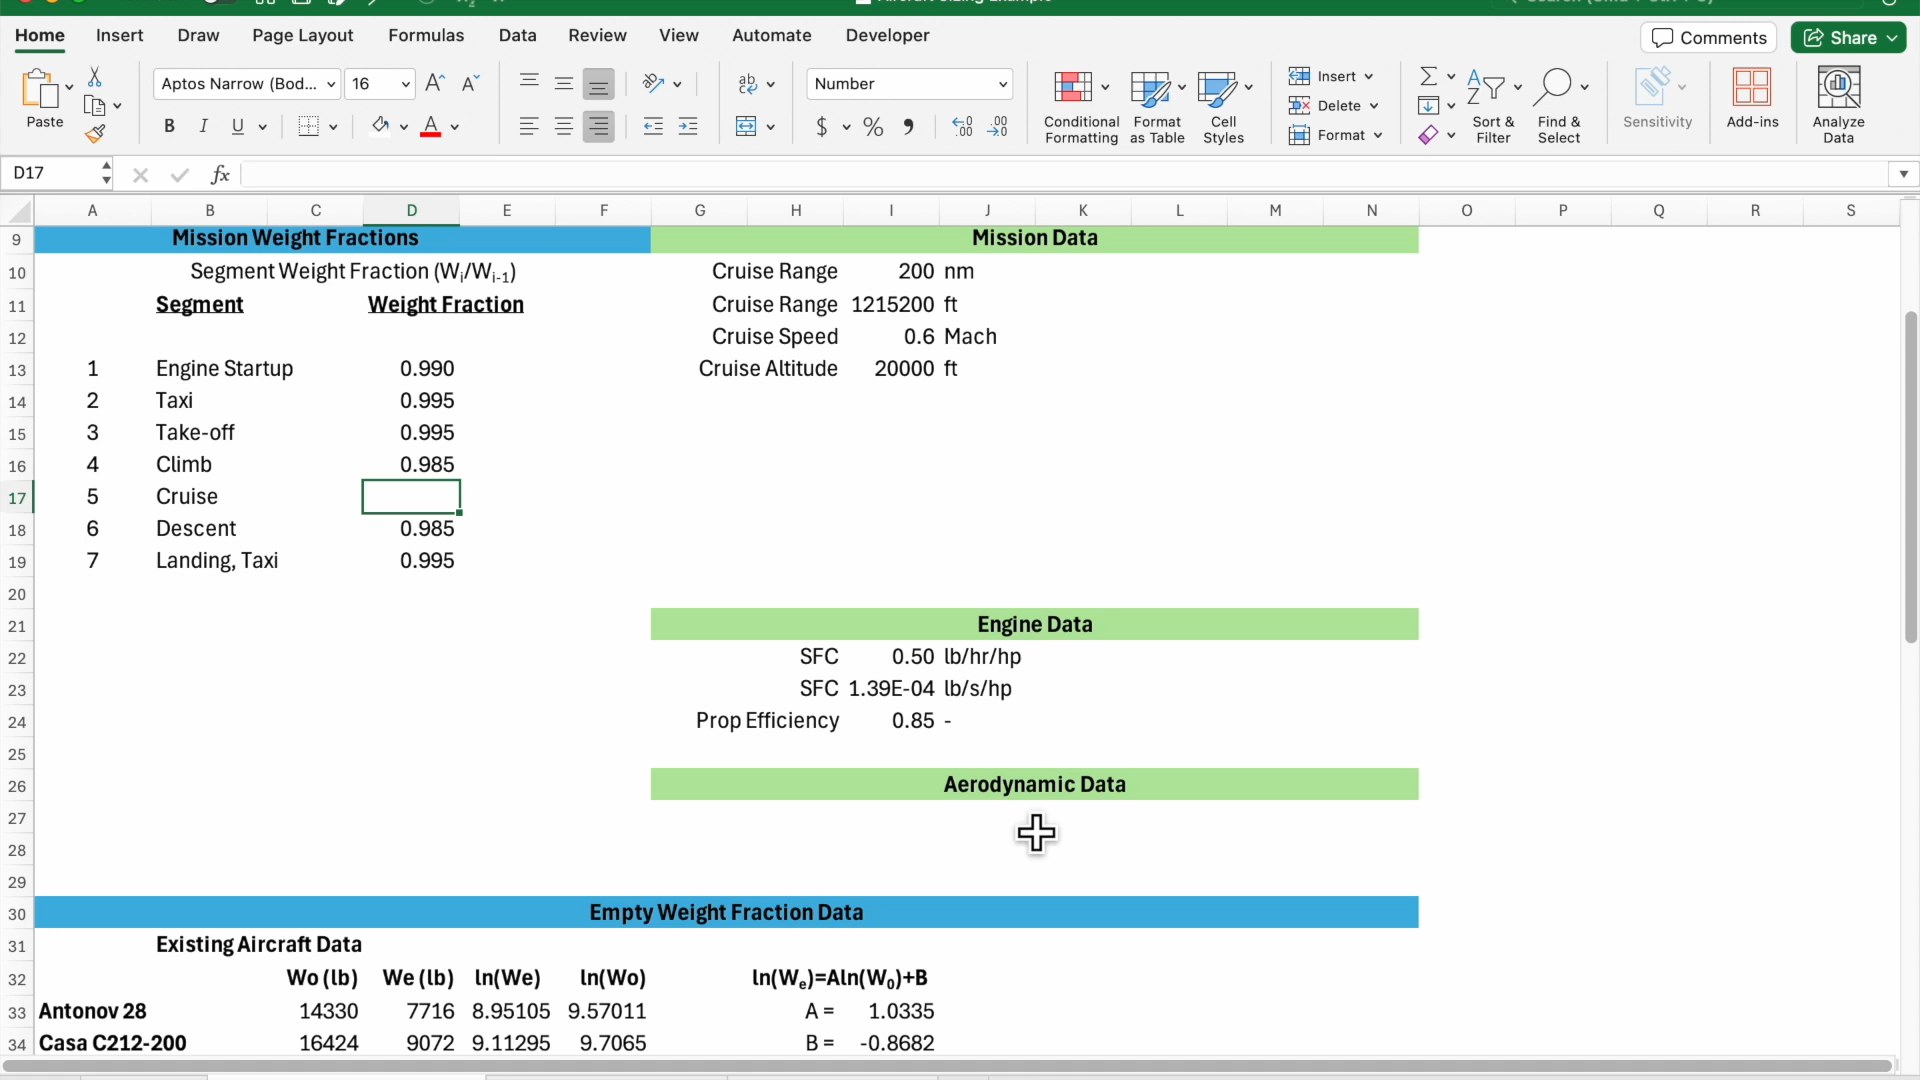 Home Insert Draw Page Layout Formulas Data Review View Automate Developer Comments Share
Paste
Aptos Narrow (Bod... 16 A^ A˅
B I U A
ab c
Number
$ % 9
Conditional Formatting
Format as Table
Cell Styles
Insert
Delete
Format
Sort & Filter
Find & Select
Sensitivity
Add-ins
Analyze Data
D17 fx
A B C D E F G H I J K L M N O P Q R S
9 Mission Weight Fractions Mission Data
10 Segment Weight Fraction (Wi/Wi-1) Cruise Range 200 nm
11 Segment Weight Fraction Cruise Range 1215200 ft
12 Cruise Speed 0.6 Mach
13 1 Engine Startup 0.990 Cruise Altitude 20000 ft
14 2 Taxi 0.995
15 3 Take-off 0.995
16 4 Climb 0.985
17 5 Cruise
18 6 Descent 0.985
19 7 Landing, Taxi 0.995
20
21 Engine Data
22 SFC 0.50 lb/hr/hp
23 SFC 1.39E-04 lb/s/hp
24 Prop Efficiency 0.85 -
25
26 Aerodynamic Data
27
28
29
30 Empty Weight Fraction Data
31 Existing Aircraft Data
32 Wo (lb) We (lb) ln(We) ln(Wo) ln(We)=Aln(W0)+B
33 Antonov 28 14330 7716 8.95105 9.57011 A = 1.0335
34 Casa C212-200 16424 9072 9.11295 9.7065 B = -0.8682